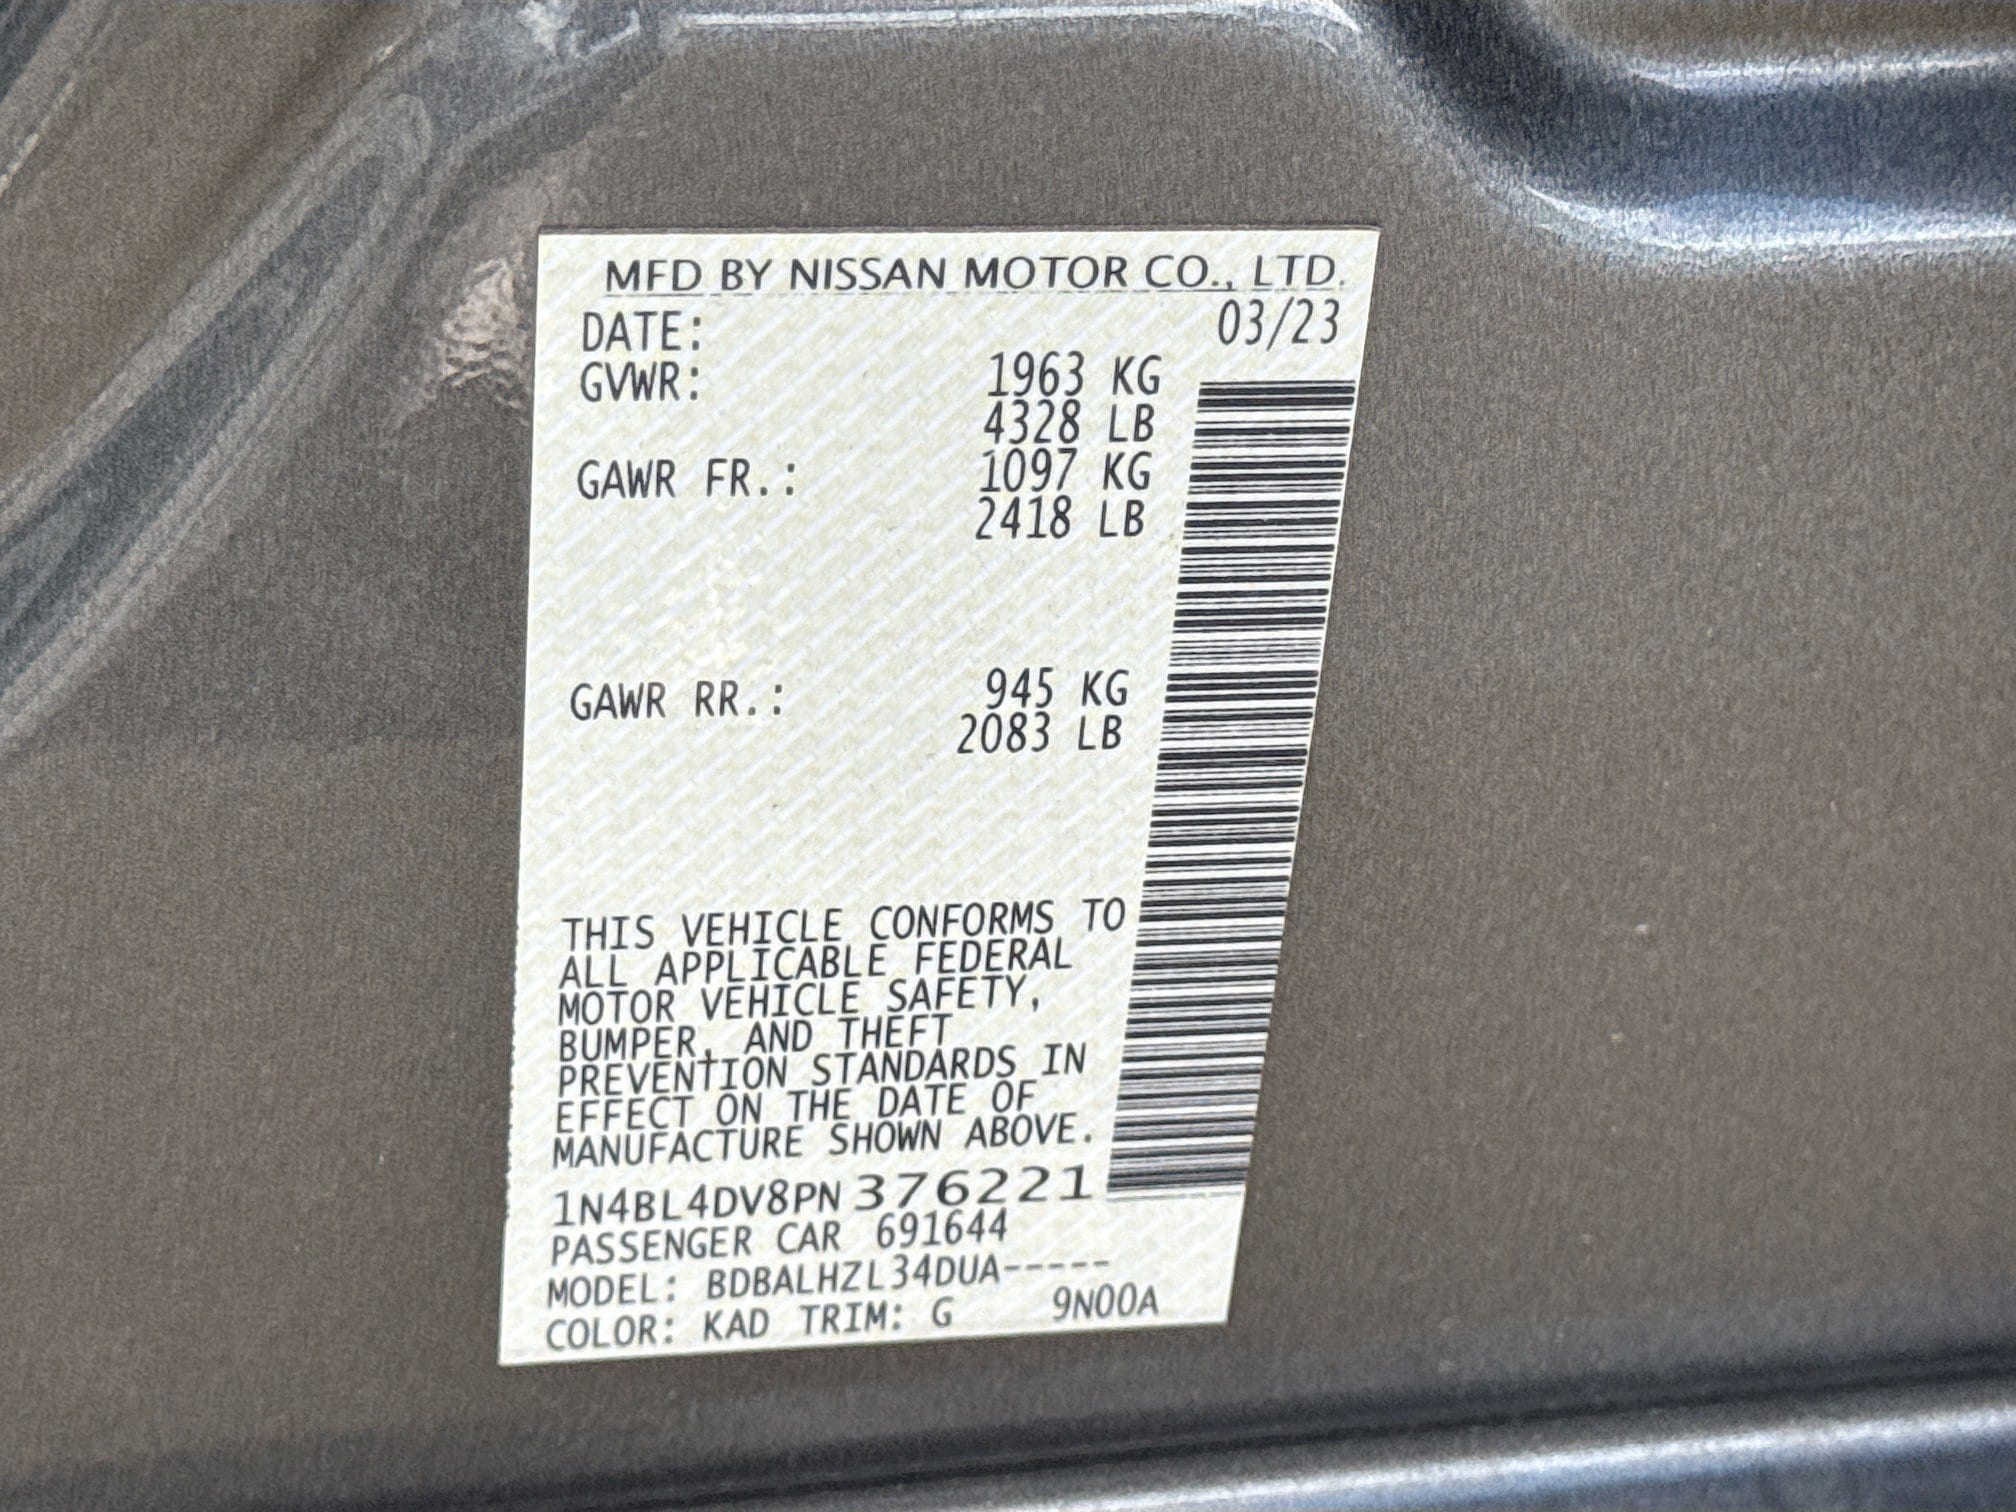 MFD BY NISSAN MOTOR CO., LTD.
DATE: 03/23
GVWR: 1963 KG
4328 LB
GAWR FR.: 1097 KG
2418 LB
GAWR RR.: 945 KG
2083 LB
THIS VEHICLE CONFORMS TO
ALL APPLICABLE FEDERAL
MOTOR VEHICLE SAFETY,
BUMPER, AND THEFT
PREVENTION STANDARDS IN
EFFECT ON THE DATE OF
MANUFACTURE SHOWN ABOVE.
1N4BL4DV8PN376221
PASSENGER CAR 691644
MODEL: BDBALHZL34DUA-----
COLOR: KAD TRIM: G 9N00A